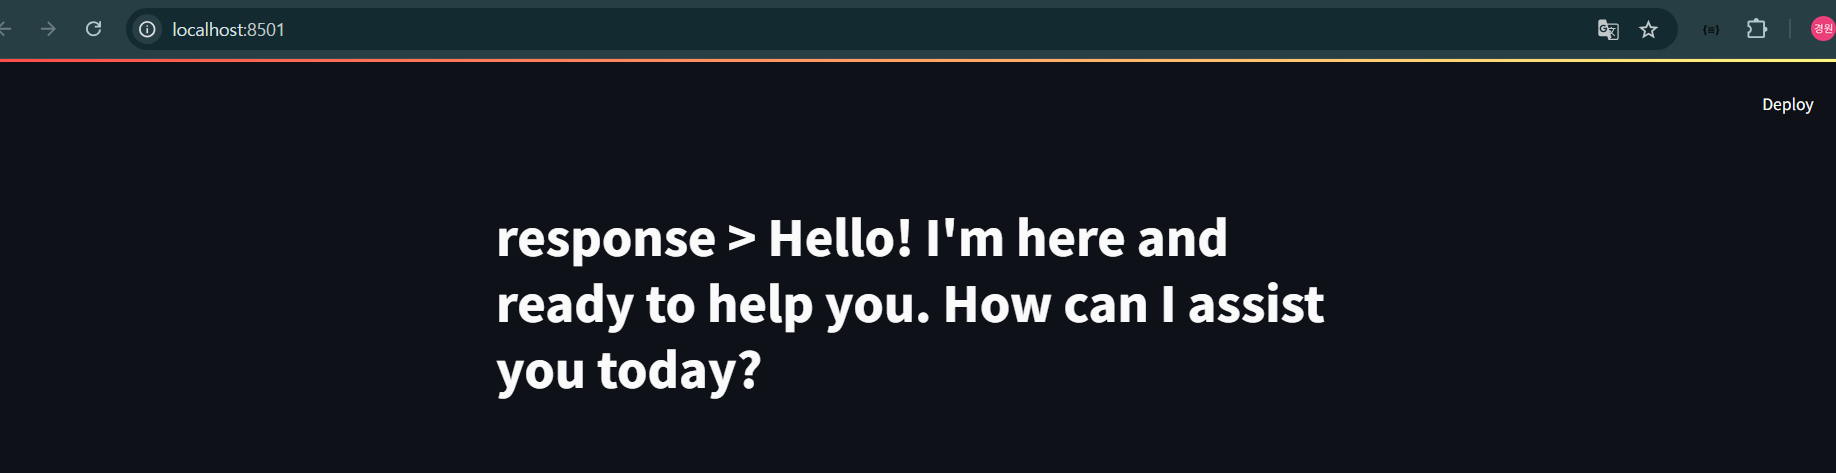 localhost:8501
경원
Deploy
response > Hello! I'm here and
ready to help you. How can I assist
you today?